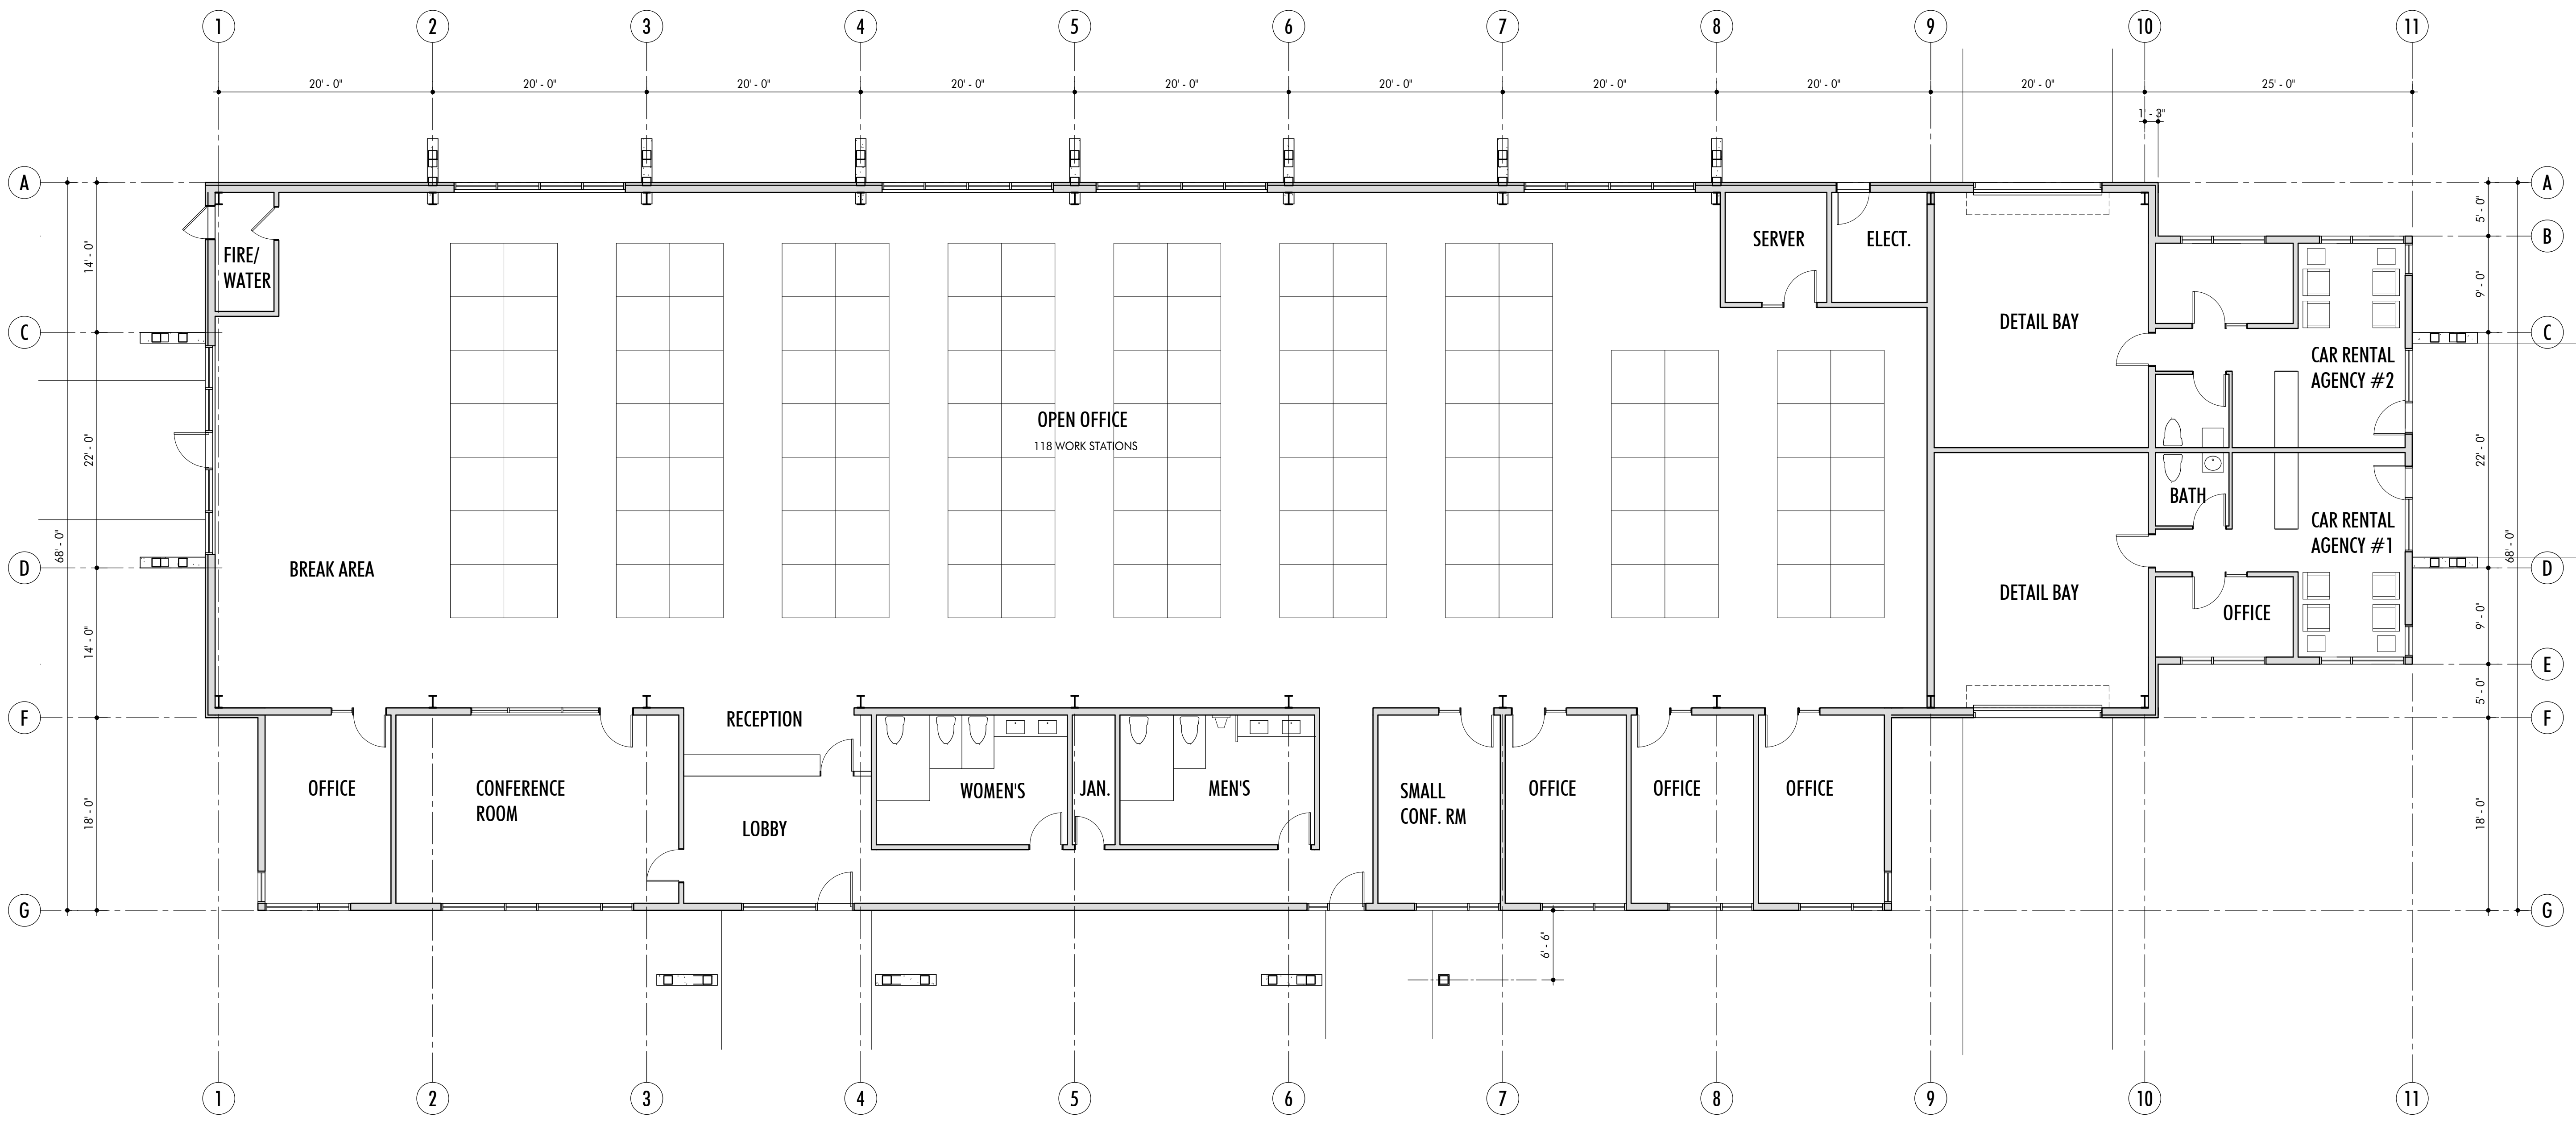 1 2 3 4 5 6 7 8 9 10 11
20' - 0" 20' - 0" 20' - 0" 20' - 0" 20' - 0" 20' - 0" 20' - 0" 20' - 0" 20' - 0" 25' - 0"
1' - 3"
A A
5' - 0"
B
SERVER ELECT.
FIRE/
WATER
14' - 0"
9' - 0"
C C
DETAIL BAY
CAR RENTAL
AGENCY #2
OPEN OFFICE
118 WORK STATIONS
22' - 0"
22' - 0"
BATH
CAR RENTAL
AGENCY #1
68' - 0"
68' - 0"
D D
BREAK AREA
DETAIL BAY
OFFICE
14' - 0"
9' - 0"
E
5' - 0"
F F
RECEPTION
OFFICE
CONFERENCE
ROOM
LOBBY
WOMEN'S
JAN.
MEN'S
SMALL
CONF. RM
OFFICE
OFFICE
OFFICE
18' - 0"
18' - 0"
G G
6' - 6"
1 2 3 4 5 6 7 8 9 10 11